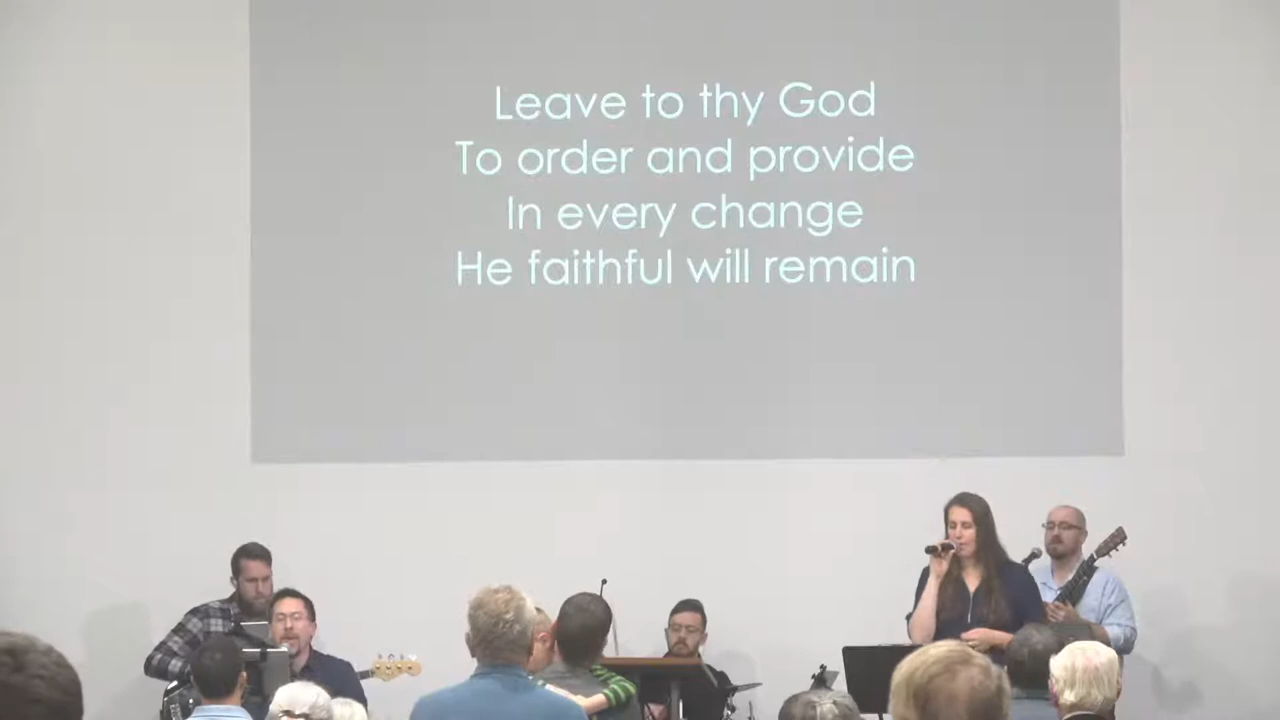 Leave to thy God
To order and provide
In every change
He faithful will remain